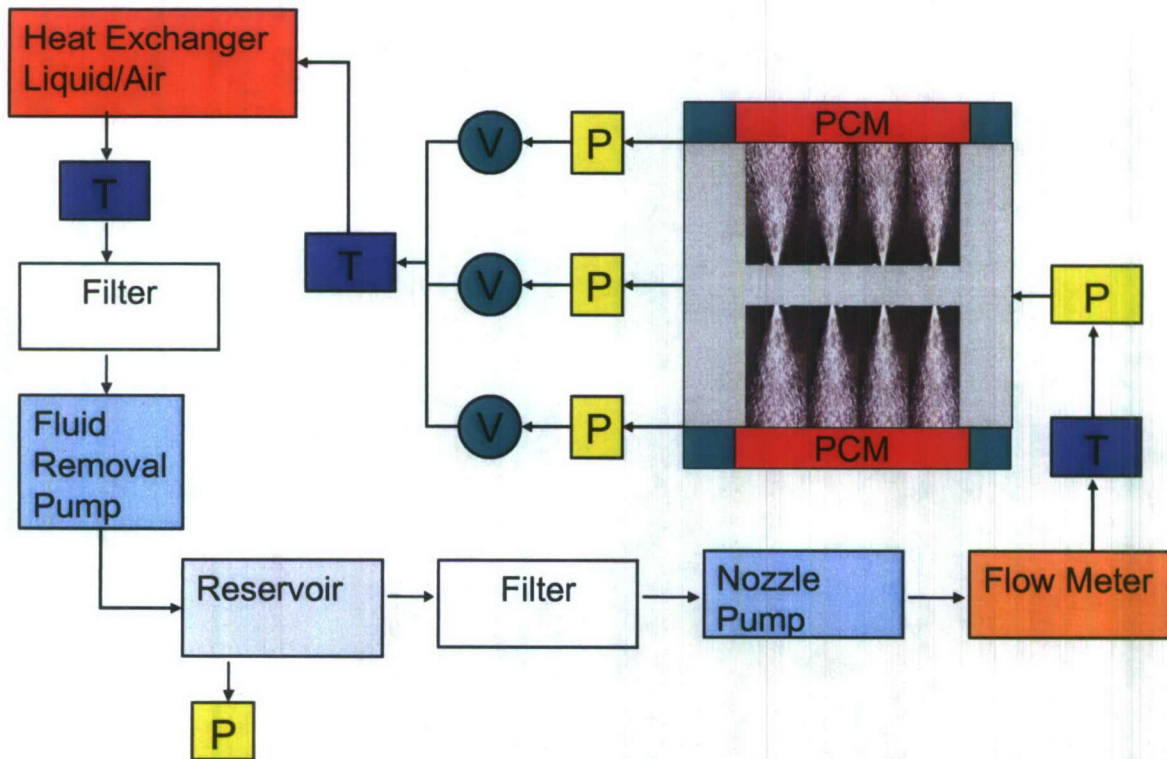 Heat Exchanger
Liquid/Air
T
Filter
Fluid
Removal
Pump
Reservoir
P
Filter
Nozzle
Pump
Flow Meter
T
P
PCM
PCM
P
V
P
V
P
V
T